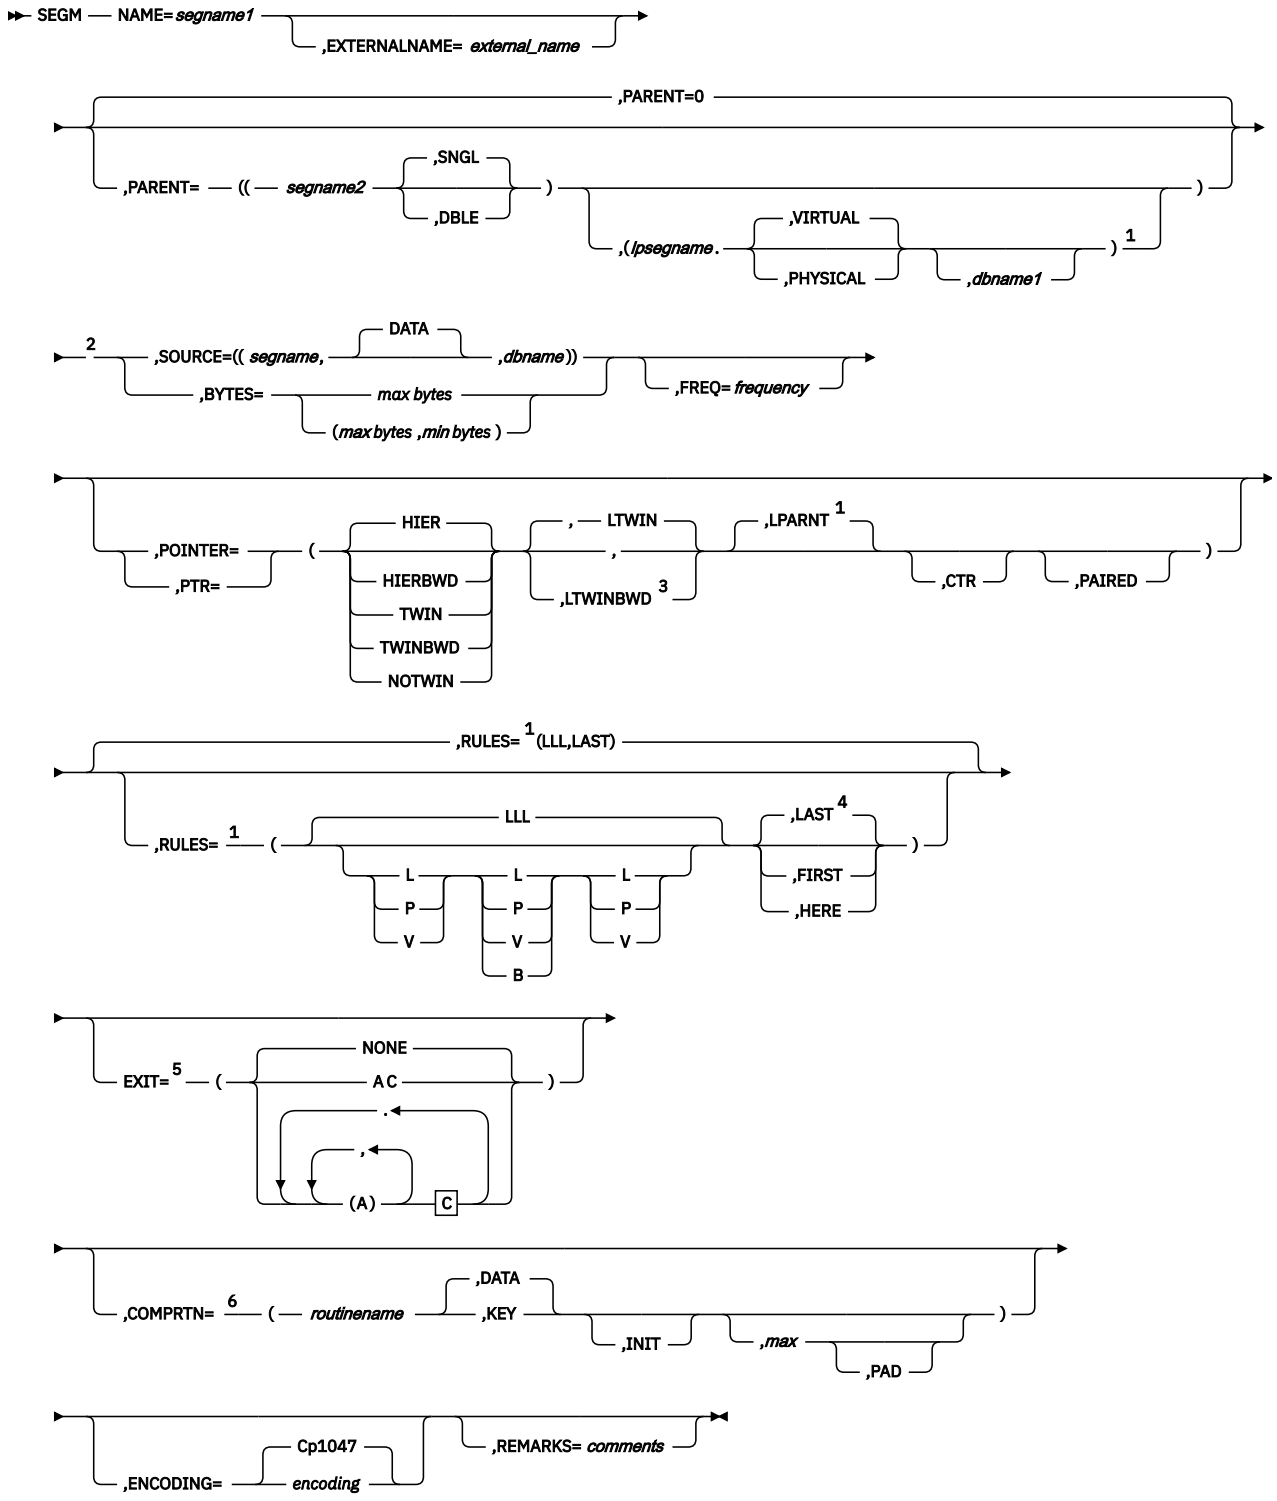 SEGM NAME= segname1
,EXTERNALNAME= external_name
,PARENT=0
,SNGL
,PARENT= (( segname2 ) )
,DBLE
,VIRTUAL
,(lpsegname. ) 1
,PHYSICAL ,dbname1
2
DATA
,SOURCE=(( segname, ,dbname ))
,FREQ= frequency
,BYTES= max bytes
(max bytes ,min bytes )
HIER , LTWIN ,LPARNT 1
,POINTER= ( , )
,PTR= HIERBWD ,LTWINBWD 3 ,CTR ,PAIRED
TWIN
TWINBWD
NOTWIN
,RULES= 1 (LLL,LAST)
LLL ,LAST 4
,RULES= 1 ( )
L L L ,FIRST
P P P ,HERE
V V V
B
NONE
EXIT= 5 ( A C )
.
,
(A) C
,DATA
,COMPRTN= 6 ( routinename ,KEY )
,INIT ,max
,PAD
Cp1047 ,REMARKS= comments
,ENCODING= encoding